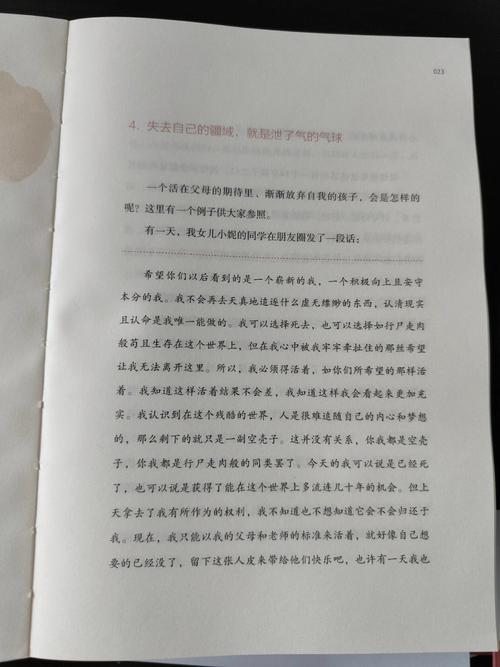 023
4. 失去自己的疆域，就是泄了气的气球
一个活在父母的期待里、渐渐放弃自我的孩子，会是怎样的
呢？这里有一个例子供大家参照。
有一天，我女儿小妮的同学在朋友圈发了一段话：
希望你们以后看到的是一个崭新的我，一个积极向上且安守
本分的我。我不会再去天真地追逐什么虚无缥缈的东西，认清现实
且认命是我唯一能做的。我可以选择死去，也可以选择如行尸走肉
般苟且生存在这个世界上，但在我心中被我牢牢牵扯住的那丝希望
让我无法离开这里。所以，我必须得活着，如你们所希望的那样活
着。我知道这样活着结果不会差，我知道这样我会看起来更加充
实。我认识到在这个残酷的世界，人是很难追随自己的内心和梦想
的，那么剩下的就只是一副空壳子。这并没有关系，你我都是空壳
子，你我都是行尸走肉般的同类罢了。今天的我可以说是已经死
了，也可以说是获得了能在这个世界上多流连几十年的机会。但上
天拿去了我有所作为的权利，我不知道也不想知道它会不会归还于
我。现在，我只能以我的父母和老师的标准来活着，就好像自己想
要的已经没了，留下这张人皮来带给他们快乐吧，也许有一天我也